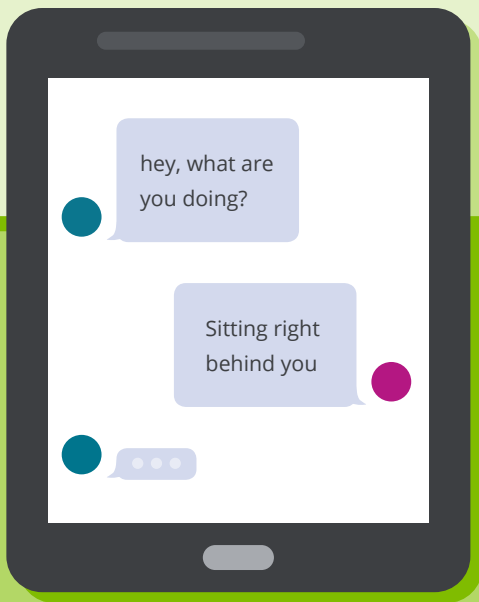 hey, what are
you doing?
Sitting right
behind you